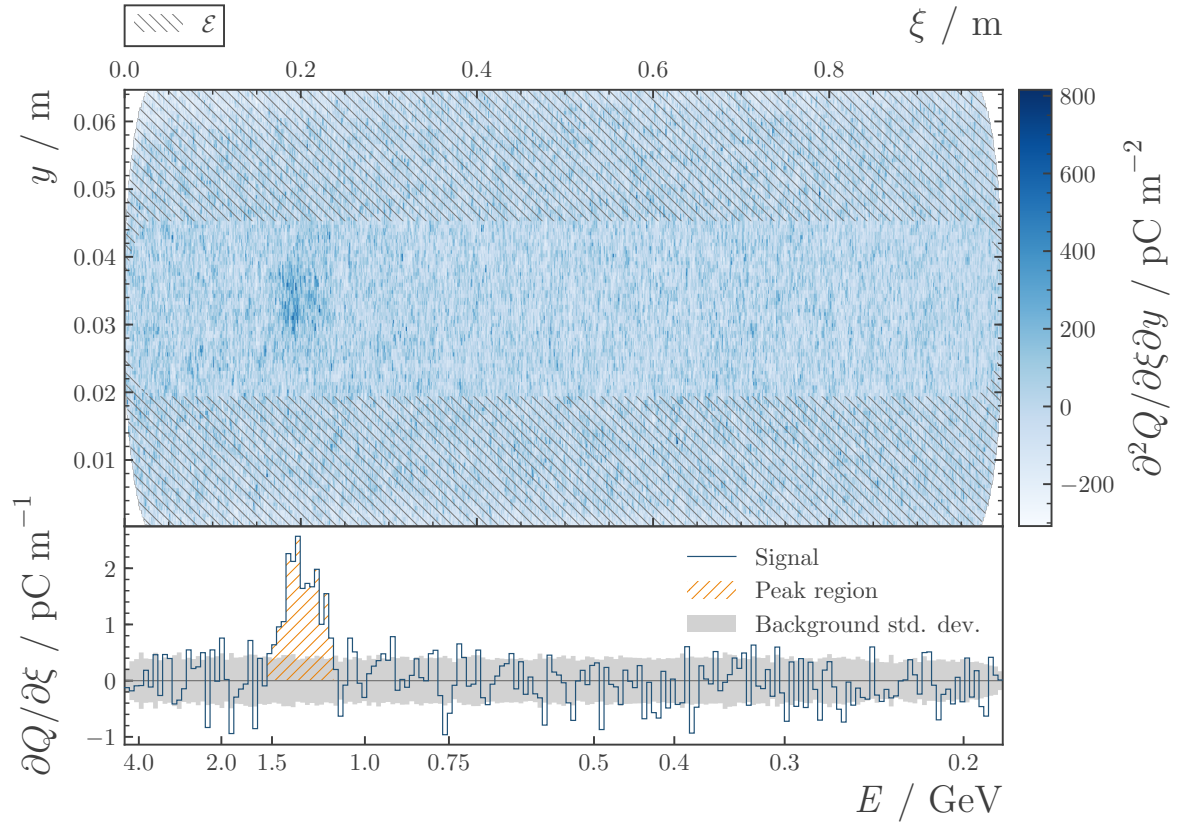 ℰ
ξ / m
0.0 0.2 0.4 0.6 0.8
y / m
0.06
0.05
0.04
0.03
0.02
0.01
800
600
400
200
0
−200
∂²Q/∂ξ∂y / pC m⁻²
∂Q/∂ξ / pC m⁻¹
2
1
0
−1
Signal
Peak region
Background std. dev.
4.0 2.0 1.5 1.0 0.75 0.5 0.4 0.3 0.2
E / GeV